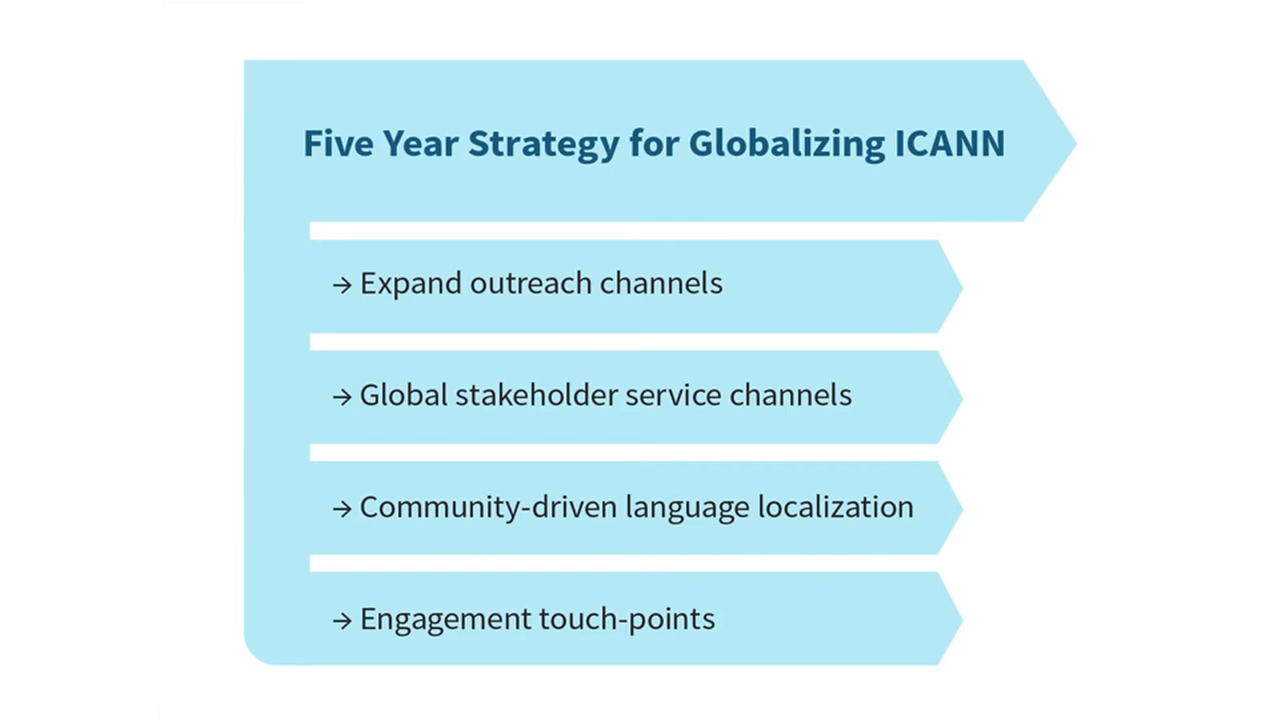 Five Year Strategy for Globalizing ICANN
→ Expand outreach channels
→ Global stakeholder service channels
→ Community-driven language localization
→ Engagement touch-points